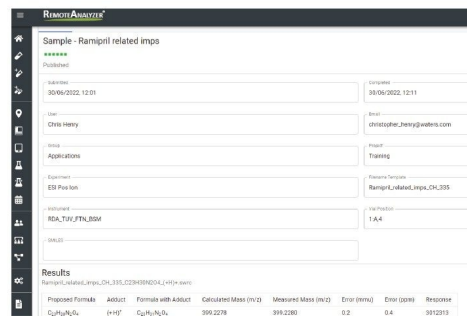 REMOTEANALYZER®
Sample - Ramipril related imps
Published
Submitted
30/06/2022, 12:01
Completed
30/06/2022, 12:11
User
Chris Henry
Email
christopher_henry@waters.com
Group
Applications
Project
Training
Experiment
ESI Pos Ion
Filename Template
Ramipril_related_imps_CH_335
Instrument
RDA_TUV_FTN_BSM
Vial Position
1:A,4
SMILES
Results
Ramipril_related_imps_CH_335_C23H30N2O4_(+H)+.swrc
Proposed Formula Adduct Formula with Adduct Calculated Mass (m/z) Measured Mass (m/z) Error (mmu) Error (ppm) Response
(+H)⁺ 399.2278 399.2280 0.2 0.4 3012313